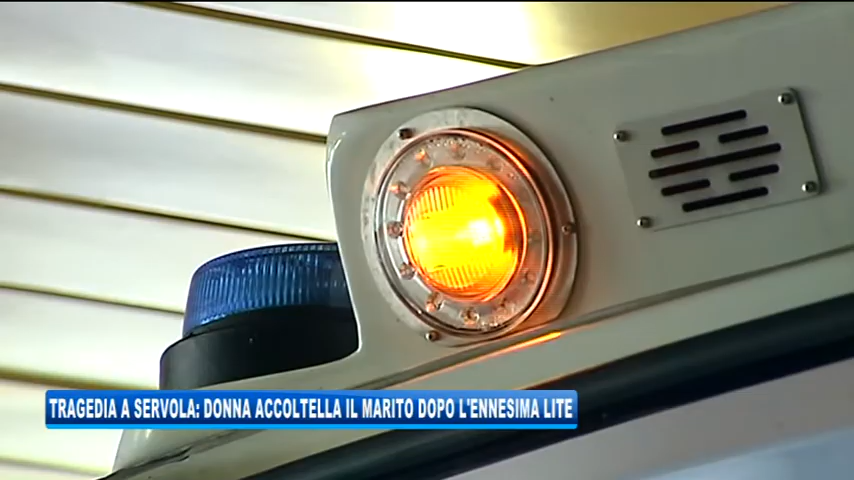 TRAGEDIA A SERVOLA: DONNA ACCOLTELLA IL MARITO DOPO L'ENNESIMA LITE